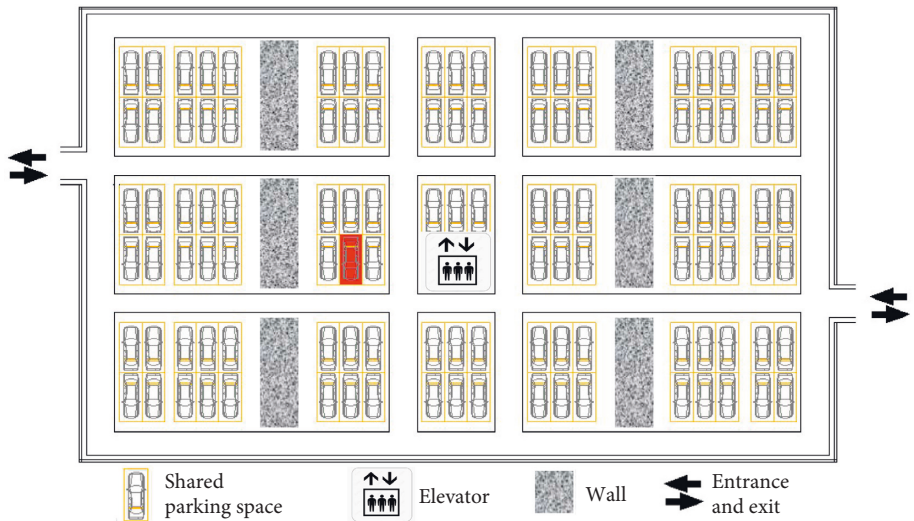 Shared
parking space
Elevator
Wall
Entrance
and exit